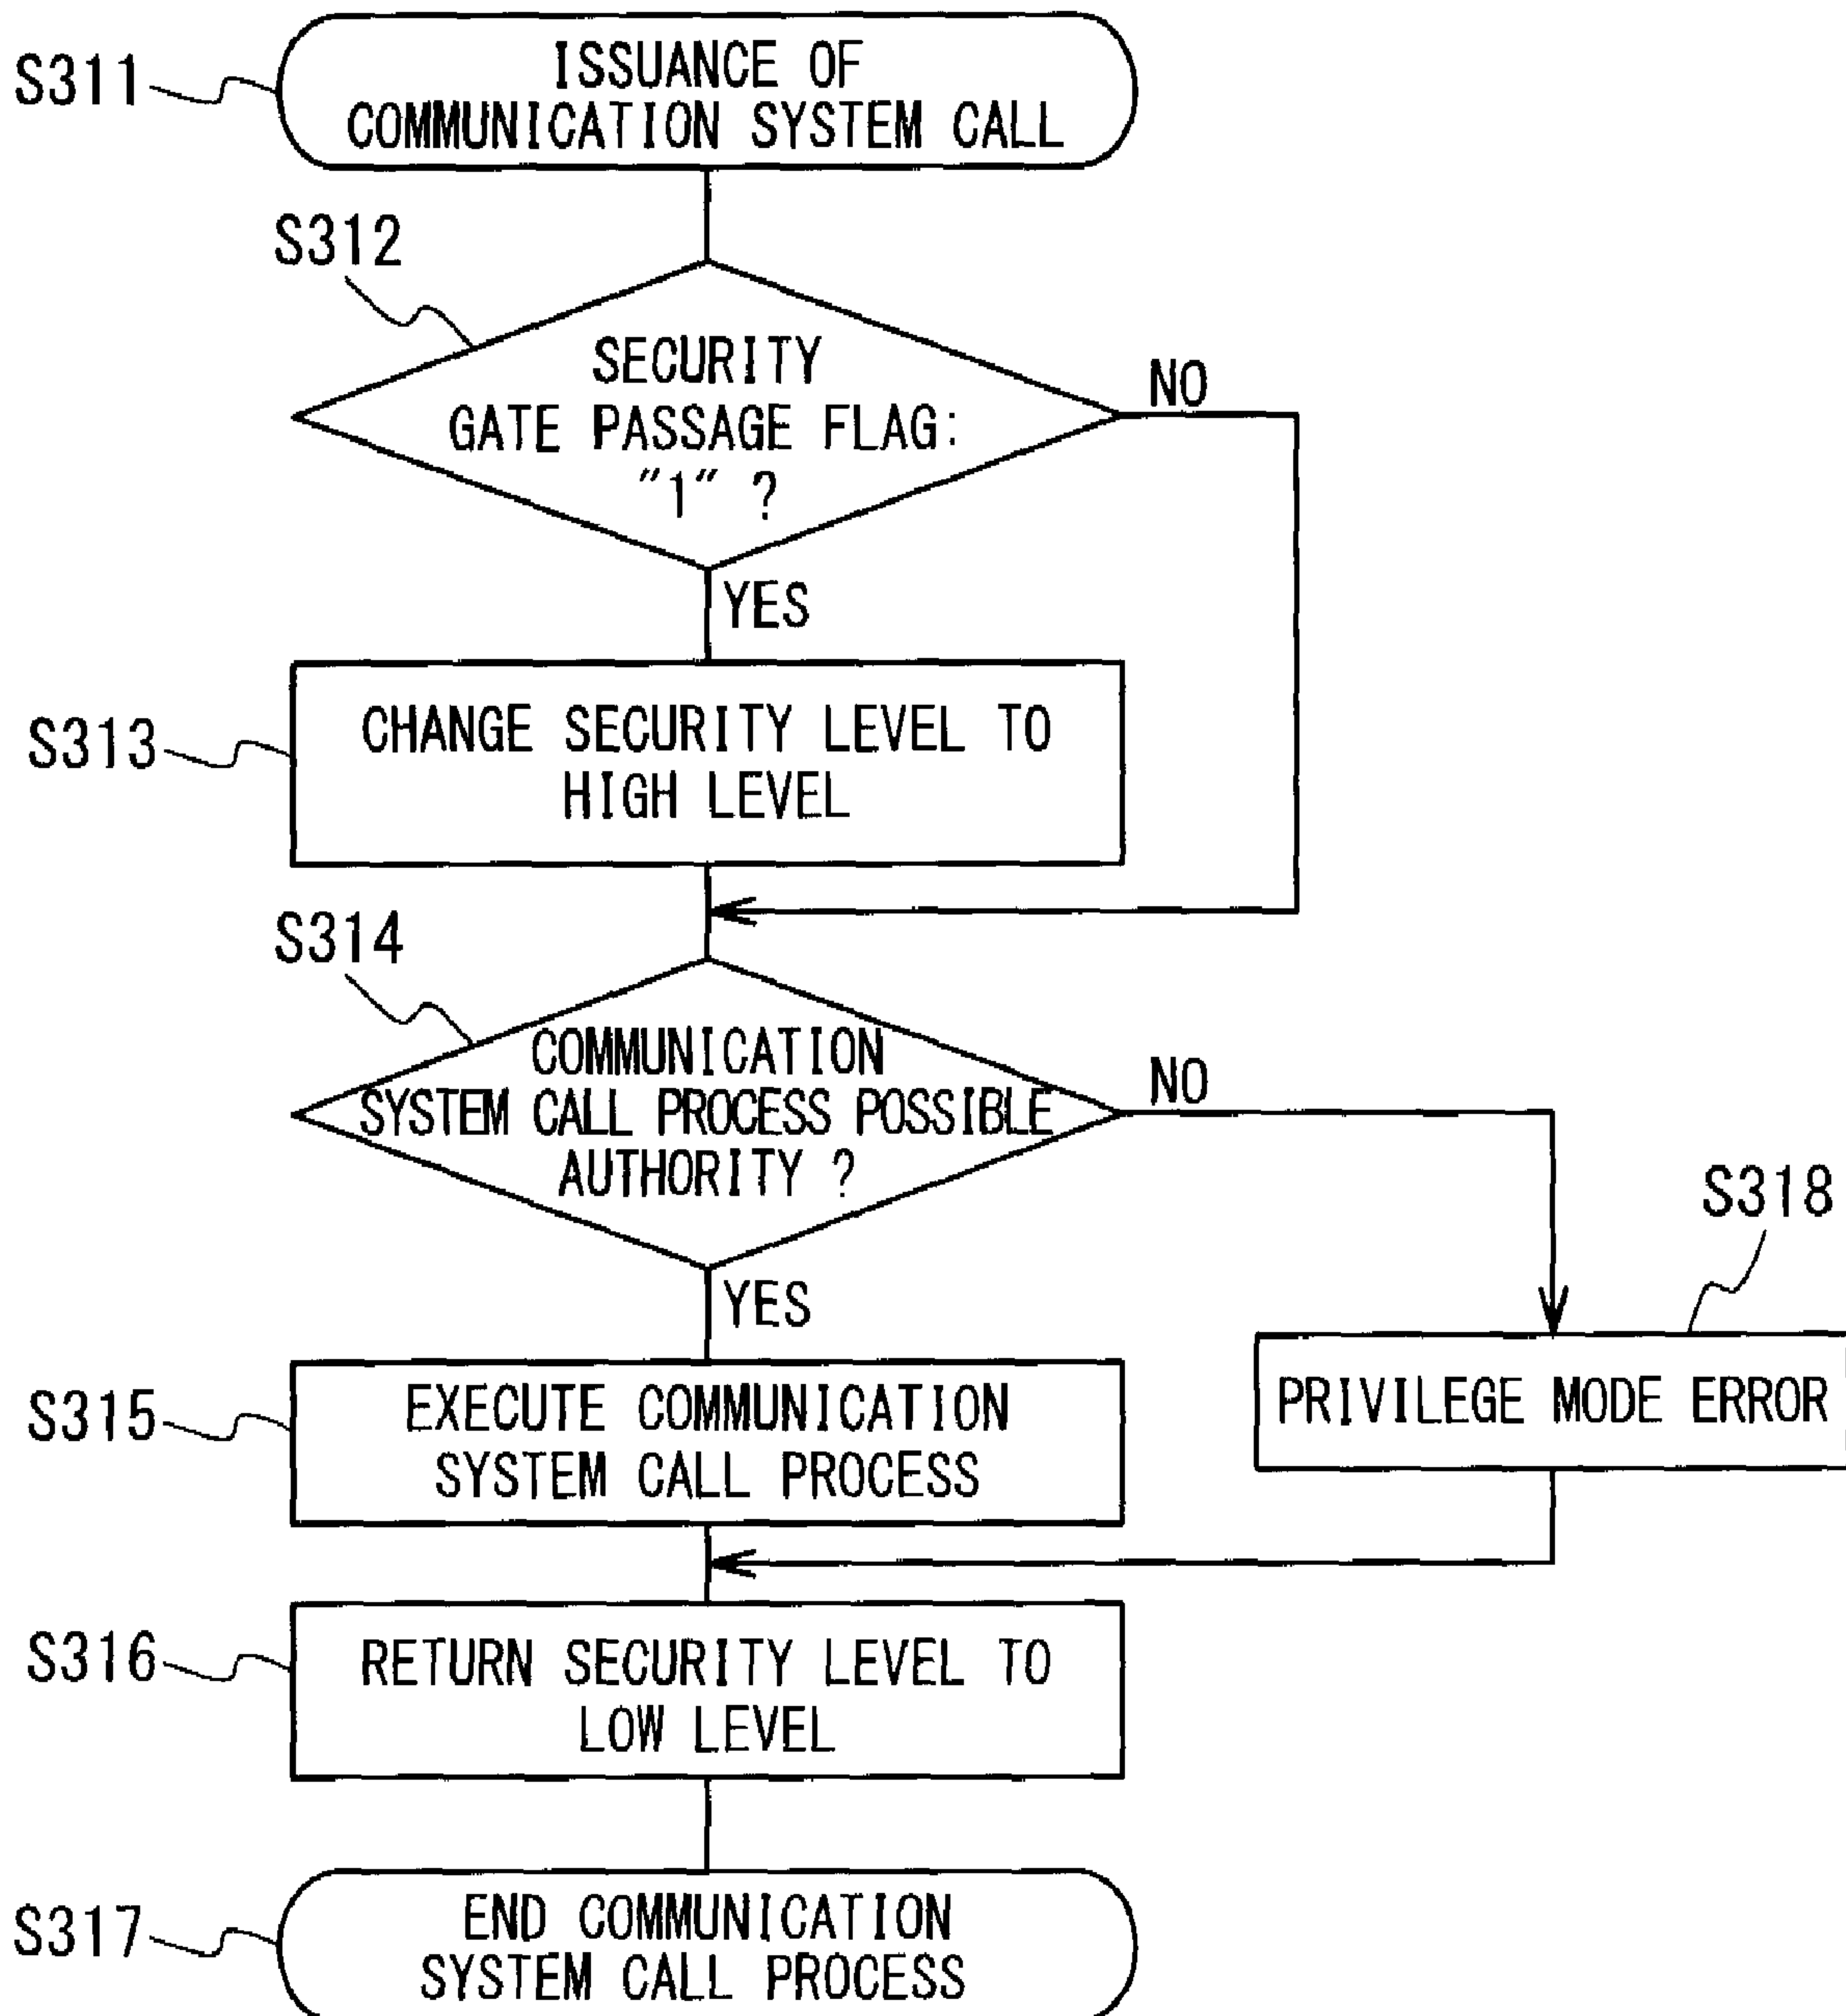 S311
ISSUANCE OF
COMMUNICATION SYSTEM CALL
S312
SECURITY
GATE PASSAGE FLAG:
"1" ?
NO
YES
S313
CHANGE SECURITY LEVEL TO
HIGH LEVEL
S314
COMMUNICATION
SYSTEM CALL PROCESS POSSIBLE
AUTHORITY ?
NO
YES
S318
PRIVILEGE MODE ERROR
S315
EXECUTE COMMUNICATION
SYSTEM CALL PROCESS
S316
RETURN SECURITY LEVEL TO
LOW LEVEL
S317
END COMMUNICATION
SYSTEM CALL PROCESS